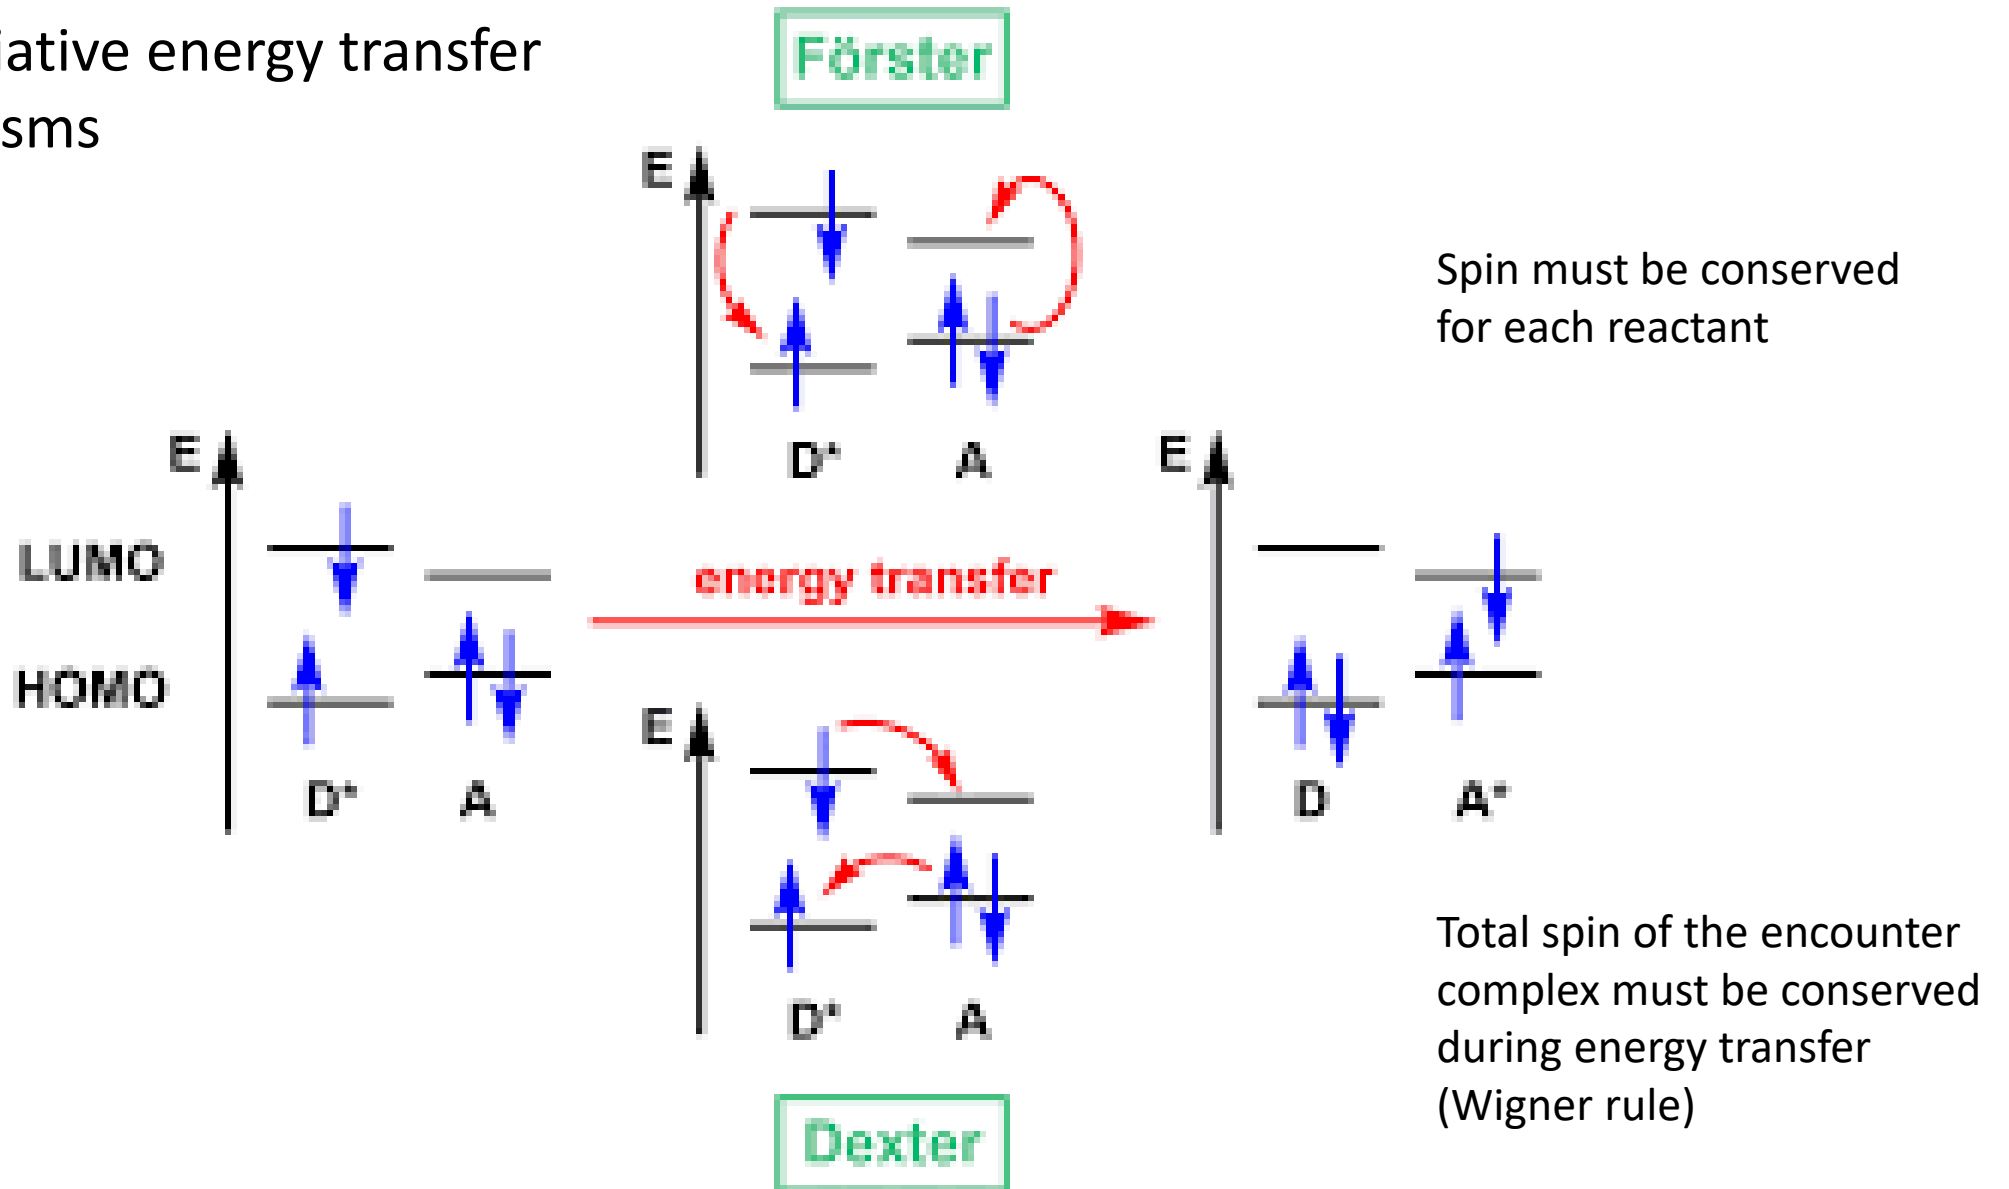 iative energy transfer
sms
Förster
E
D* A
Spin must be conserved
for each reactant
E
LUMO
HOMO
D* A
energy transfer
E
D A*
E
D* A
Dexter
Total spin of the encounter
complex must be conserved
during energy transfer
(Wigner rule)